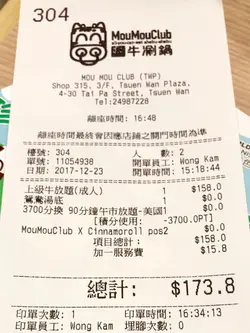 304
MouMouClub
牛涮鍋
MOU MOU CLUB (TWP)
Shop 315, 3/F, Tsuen Wan Plaza,
4-30 Tai Pa Street, Tsuen Wan
Tel:24987228
離座時間: 16:48
離座時間最終會因應店鋪之關門時間為準
檯號: 304 人 數: 2
單號: 11054938 開單員工: Wong Kam
日期: 2017-12-23 開單時間: 15:18:44
上級牛放題(成人) 1 $158.0
鴛鴦湯底 1 $0.0
3700分換 90分鐘午市放題-美國1 $0.0
[積分使用: -3700.0PT]
MouMouClub X Cinnamoroll pos2 $0.0
項目總計: $158.0
加一服務費 $15.8
總計: $173.8
印單次數: 1 印單時間: 16:34:13
印單員工: Wong Kam 埋腳次數: 0